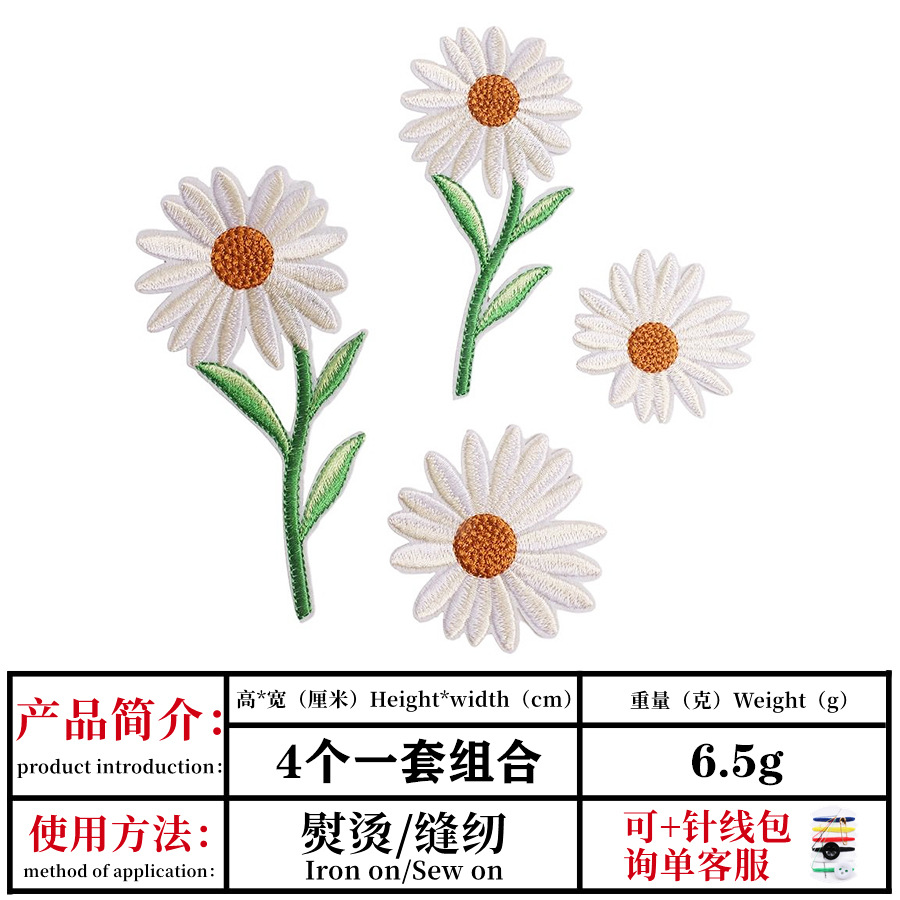 产品简介:
product introduction:
高*宽（厘米）Height*width（cm）
重量（克）Weight（g）
4个一套组合
6.5g
使用方法:
method of application:
熨烫/缝纫
Iron on/Sew on
可+针线包
询单客服